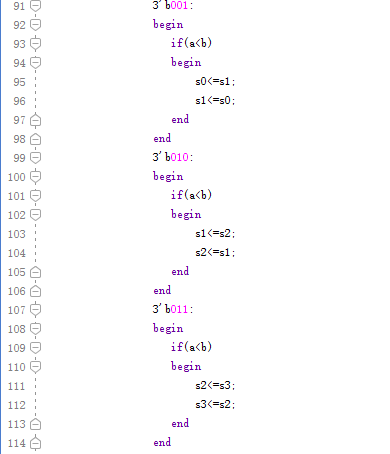 91 3'b001:
92 begin
93 if(a<b)
94 begin
95 s0<=s1;
96 s1<=s0;
97 end
98 end
99 3'b010:
100 begin
101 if(a<b)
102 begin
103 s1<=s2;
104 s2<=s1;
105 end
106 end
107 3'b011:
108 begin
109 if(a<b)
110 begin
111 s2<=s3;
112 s3<=s2;
113 end
114 end